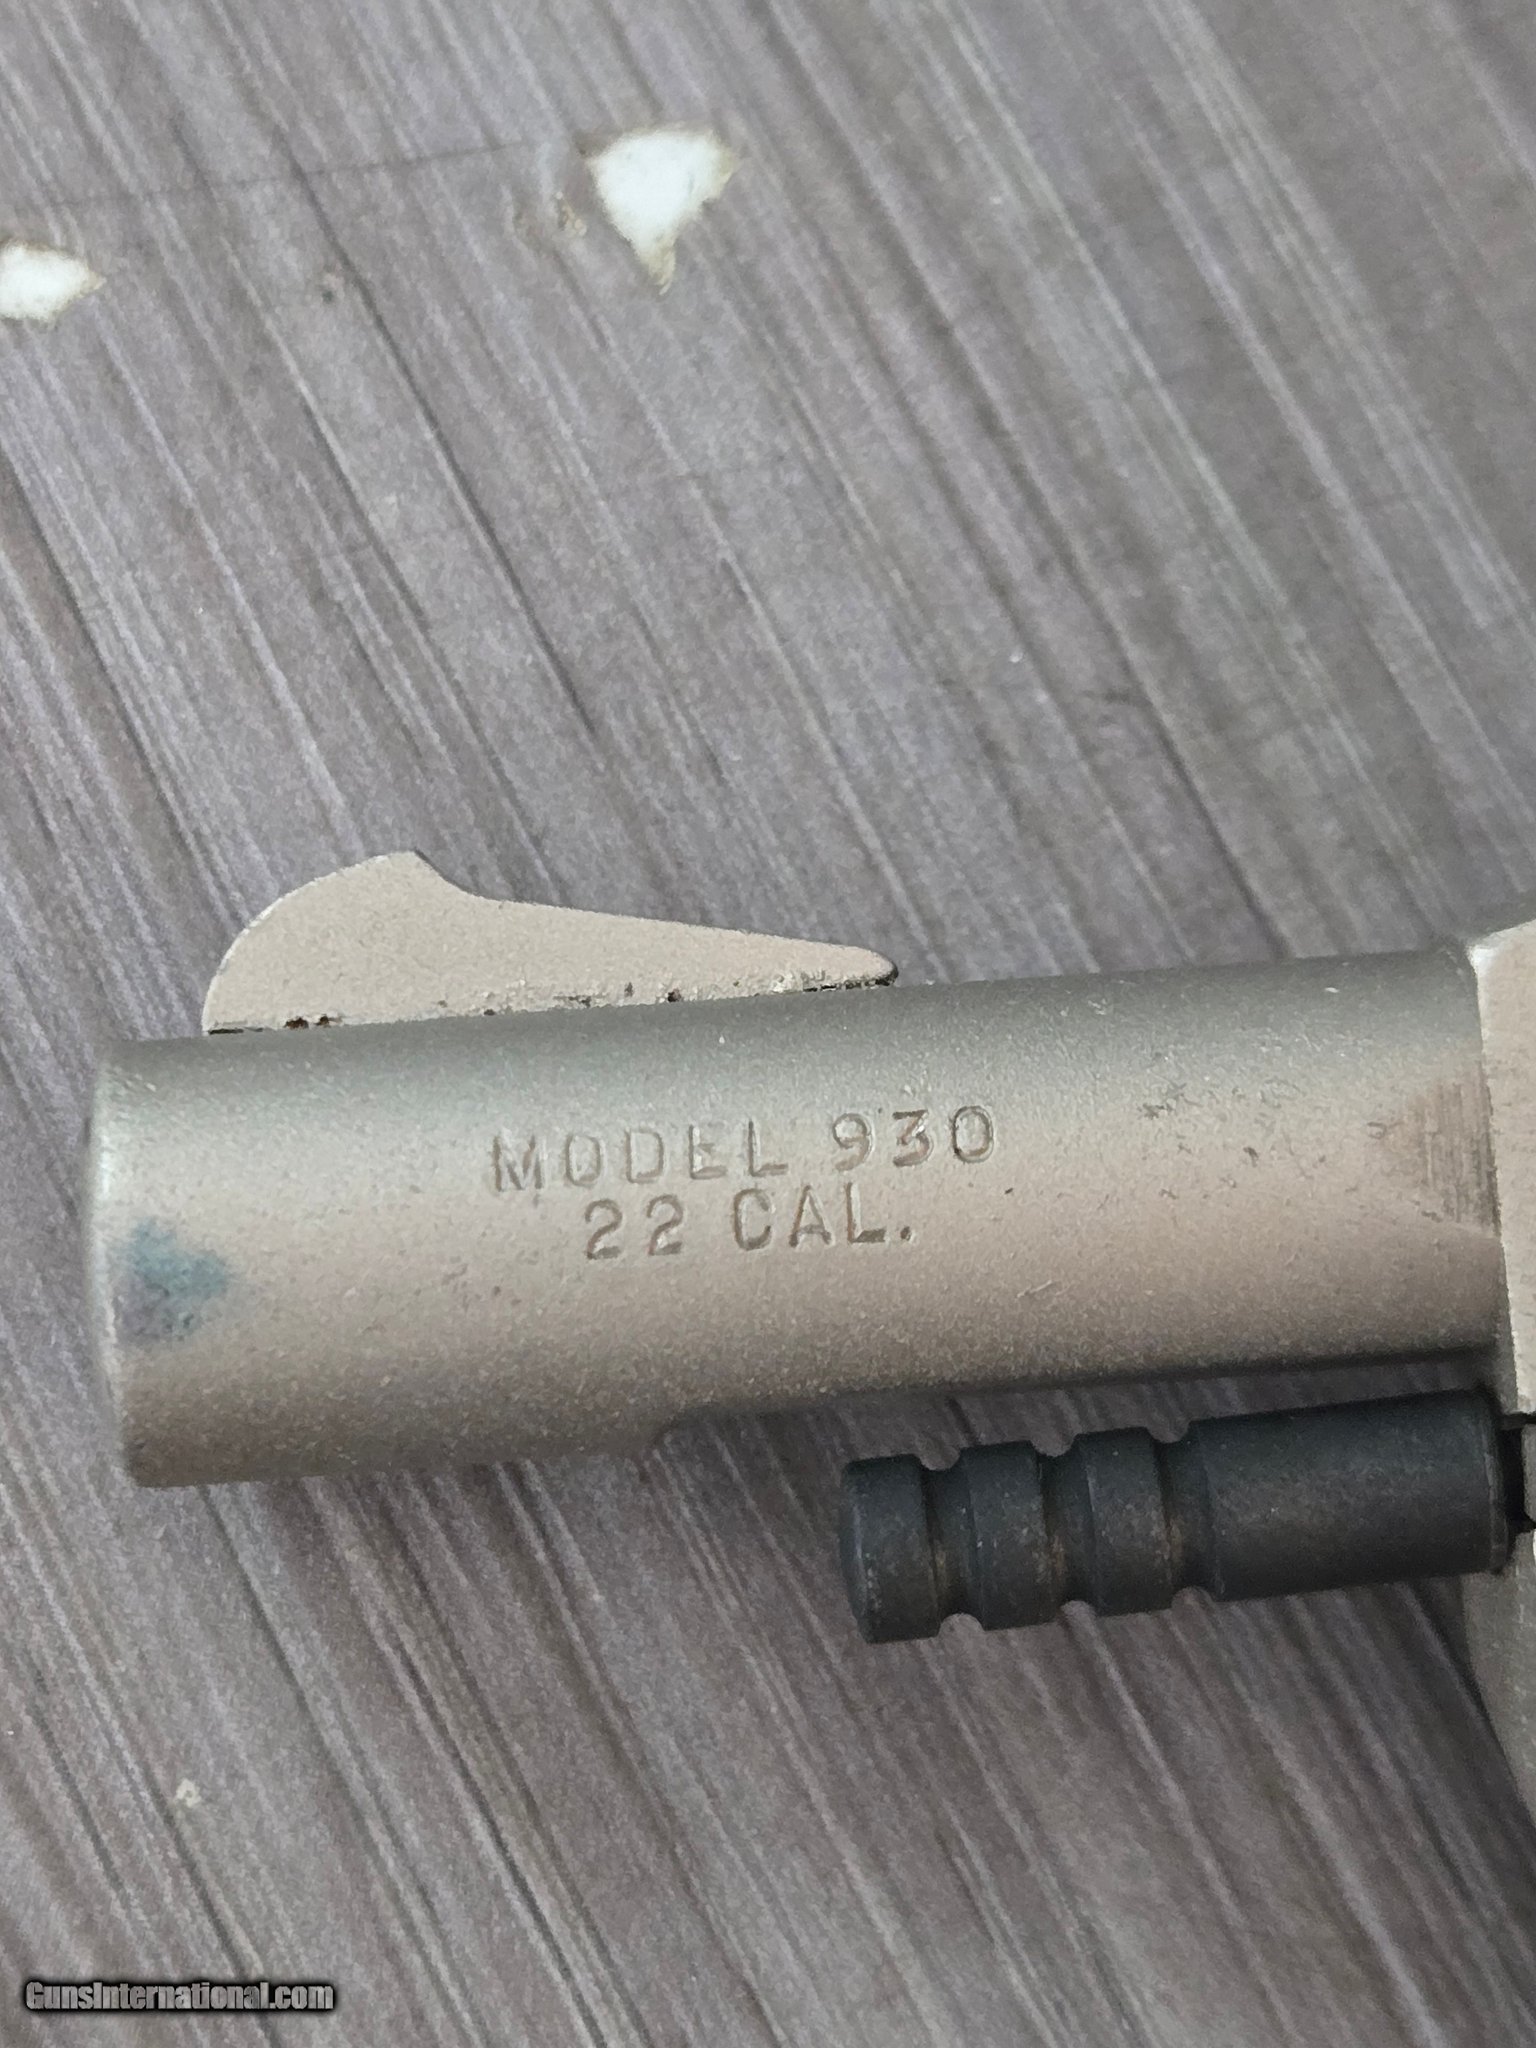 MODEL 930
22 CAL.
GunsInternational.com